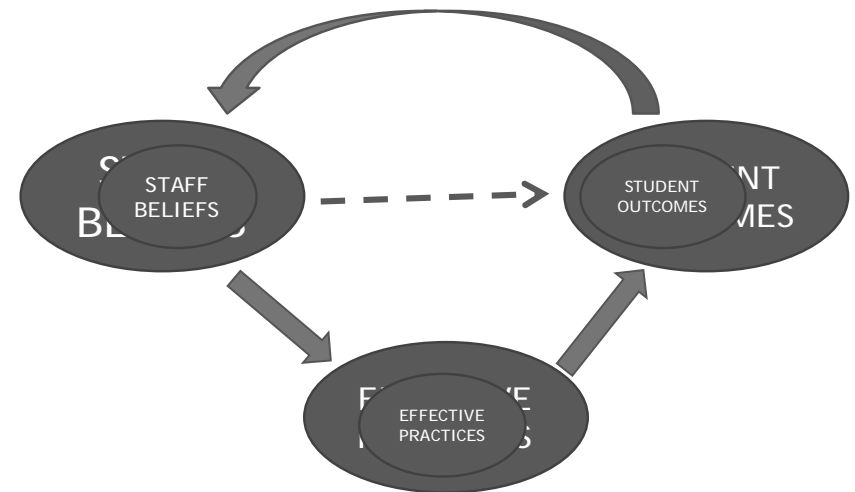 STAFF
BELIEFS
STUDENT
OUTCOMES
EFFECTIVE
PRACTICES